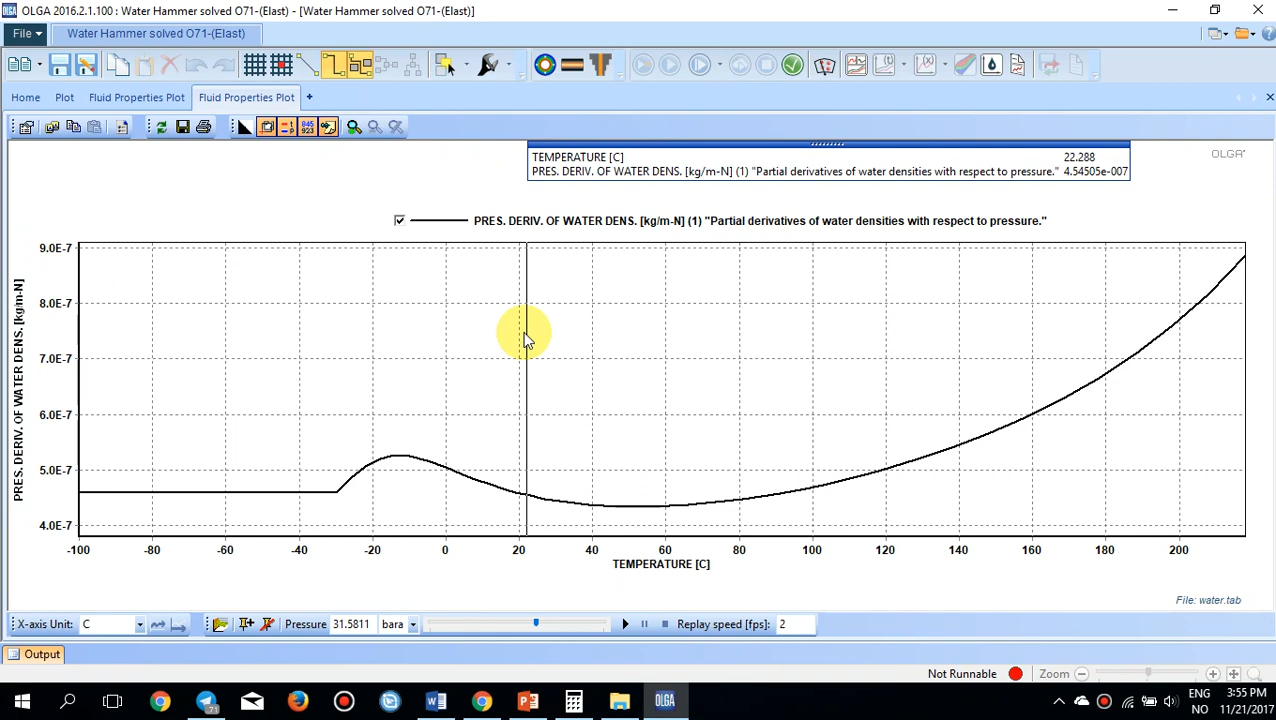 OLGA 2016.2.1.100 : Water Hammer solved O71-(Elast) - [Water Hammer solved O71-(Elast)]
File
Water Hammer solved O71-(Elast)
Home
Plot
Fluid Properties Plot
Fluid Properties Plot
TEMPERATURE [C] 22.288
PRES. DERIV. OF WATER DENS. [kg/m-N] (1) "Partial derivatives of water densities with respect to pressure." 4.54505e-007
OLGA
PRES. DERIV. OF WATER DENS. [kg/m-N] (1) "Partial derivatives of water densities with respect to pressure."
PRES. DERIV. OF WATER DENS. [kg/m-N]
9.0E-7
8.0E-7
7.0E-7
6.0E-7
5.0E-7
4.0E-7
-100 -80 -60 -40 -20 0 20 40 60 80 100 120 140 160 180 200
TEMPERATURE [C]
File: water.tab
X-axis Unit: C
Pressure 31.5811 bara
Replay speed [fps]: 2
Output
Not Runnable
Zoom
71
ENG 3:55 PM
NO 11/21/2017